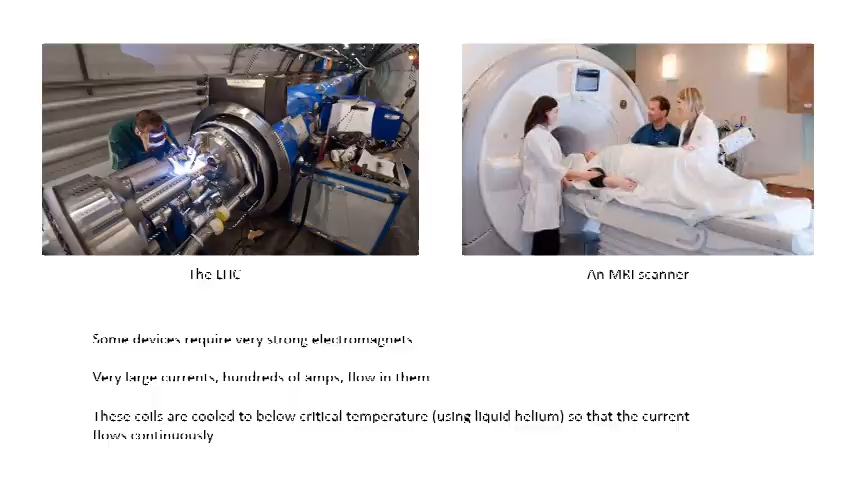 The LHC
An MRI scanner
Some devices require very strong electromagnets
Very large currents, hundreds of amps, flow in them
These coils are cooled to below critical temperature (using liquid helium) so that the current
flows continuously